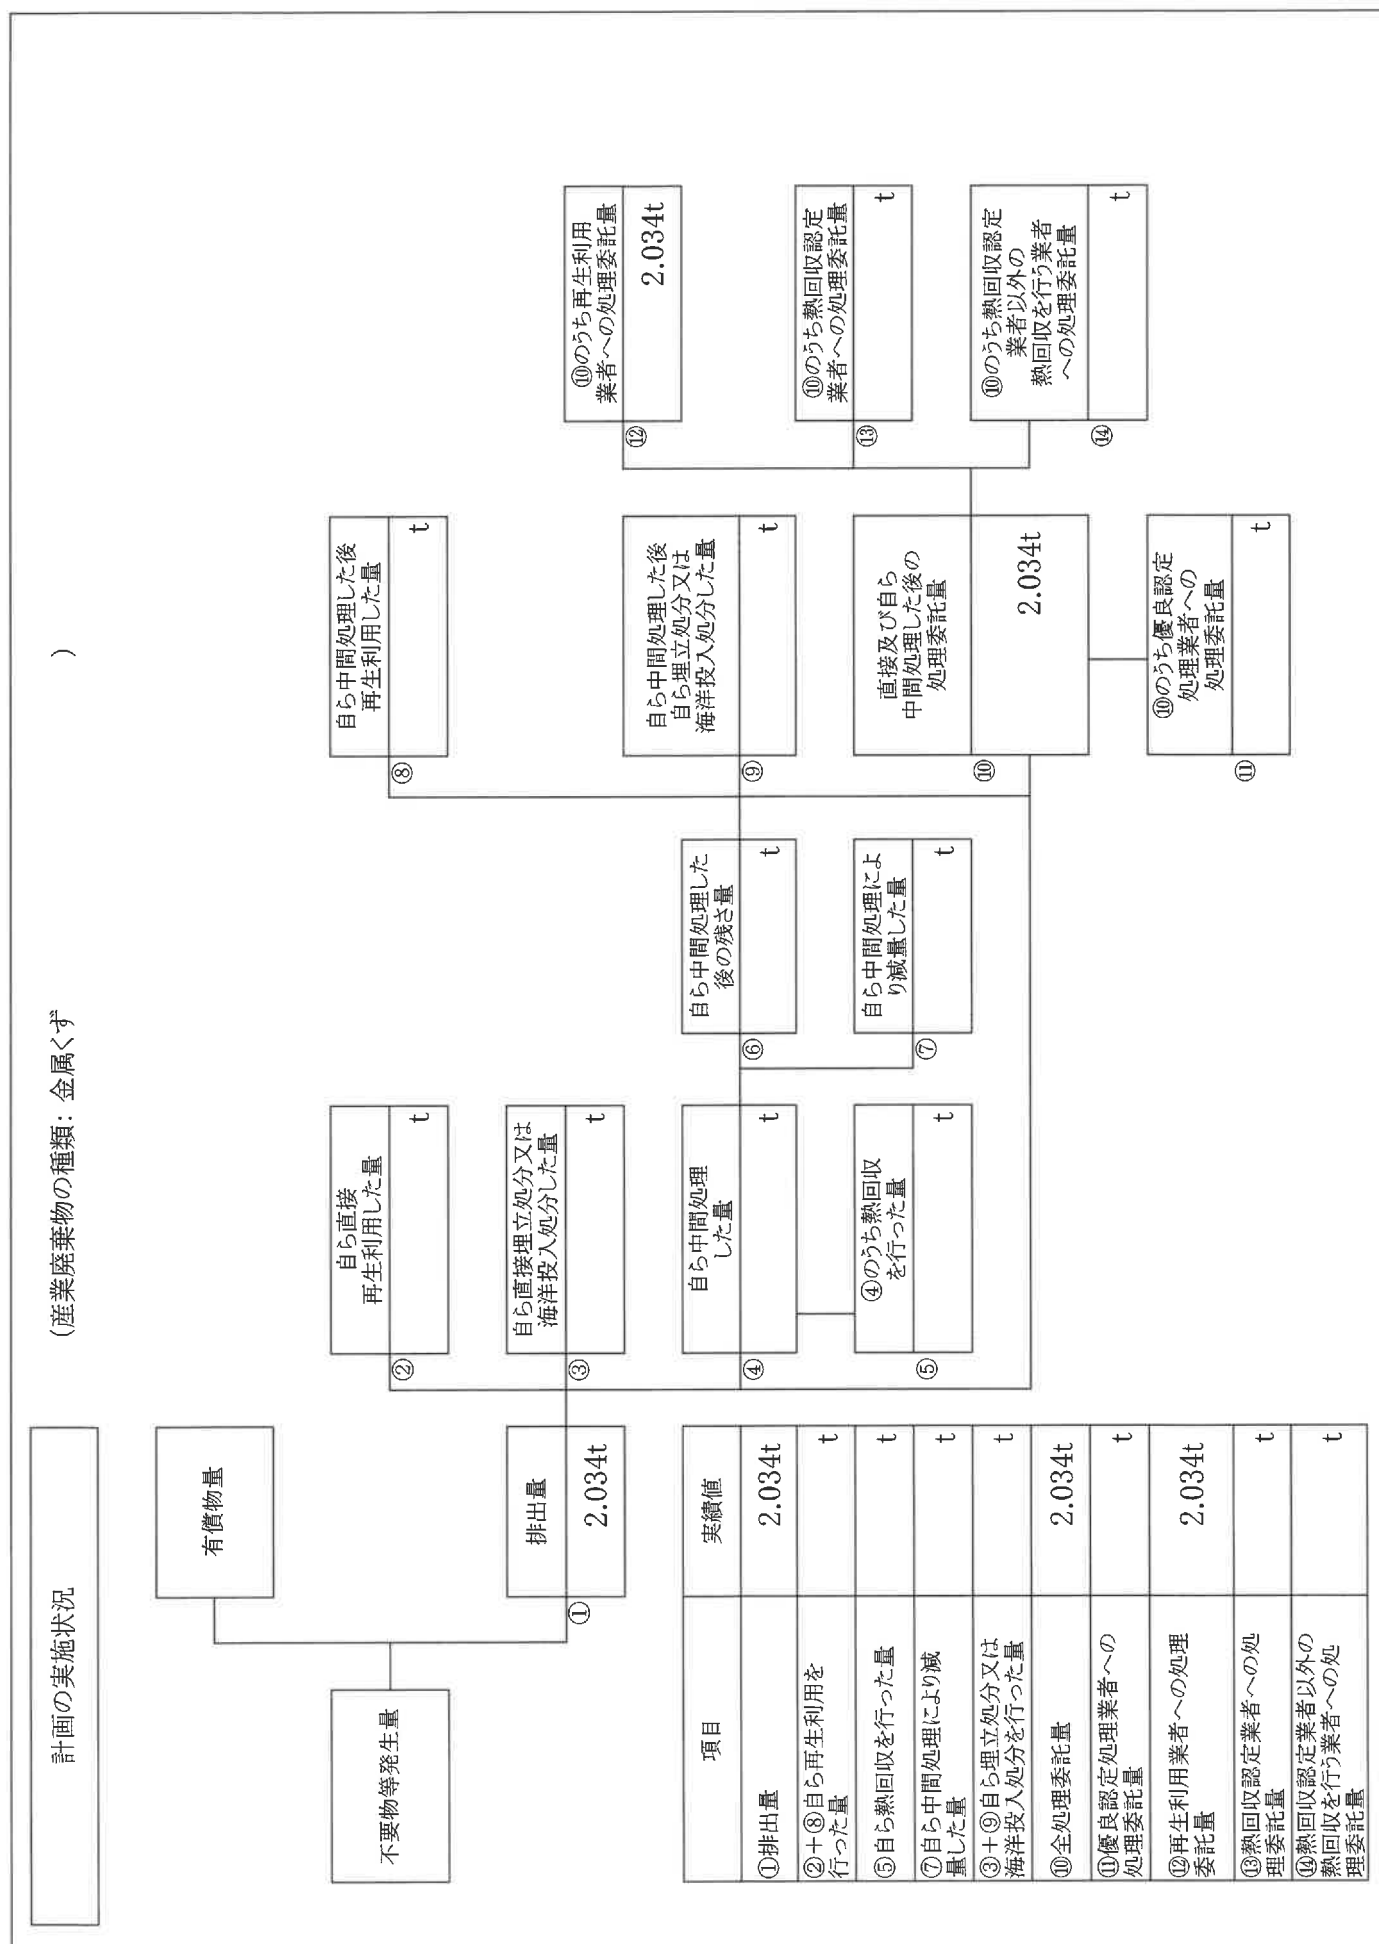 計画の実施状況
(産業廃棄物の種類：金属くず
)
有償物量
不要物等発生量
排出量
①
2.034t
自ら直接
再生利用した量
②
t
自ら直接埋立処分又は
海洋投入処分した量
③
t
自ら中間処理
した量
④
t
④のうち熱回収
を行った量
⑤
t
自ら中間処理した
後の残さ量
⑥
t
自ら中間処理によ
り減量した量
⑦
t
自ら中間処理した後
再生利用した量
⑧
t
自ら中間処理した後
自ら埋立処分又は
海洋投入処分した量
⑨
t
直接及び自ら
中間処理した後の
処理委託量
⑩
2.034t
⑩のうち優良認定
処理業者への
処理委託量
⑪
t
⑩のうち再生利用
業者への処理委託量
⑫
2.034t
⑩のうち熱回収認定
業者への処理委託量
⑬
t
⑩のうち熱回収認定
業者以外の
熱回収を行う業者
への処理委託量
⑭
t
項目
実績値
①排出量
2.034t
②+⑧自ら再生利用を
行った量
t
⑤自ら熱回収を行った量
t
⑦自ら中間処理により減
量した量
t
③+⑨自ら埋立処分又は
海洋投入処分を行った量
t
⑩全処理委託量
2.034t
⑪優良認定処理業者への
処理委託量
t
⑫再生利用業者への処理
委託量
2.034t
⑬熱回収認定業者への処
理委託量
t
⑭熱回収認定業者以外の
熱回収を行う業者への処
理委託量
t